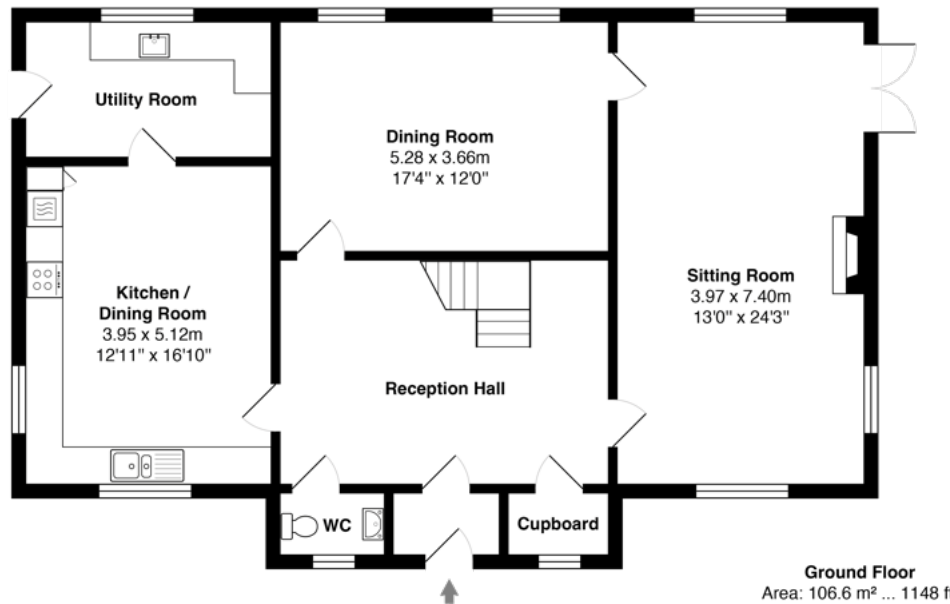 Utility Room
Dining Room
5.28 x 3.66m
17'4" x 12'0"
Kitchen /
Dining Room
3.95 x 5.12m
12'11" x 16'10"
Sitting Room
3.97 x 7.40m
13'0" x 24'3"
Reception Hall
WC
Cupboard
Ground Floor
Area: 106.6 m² ... 1148 f